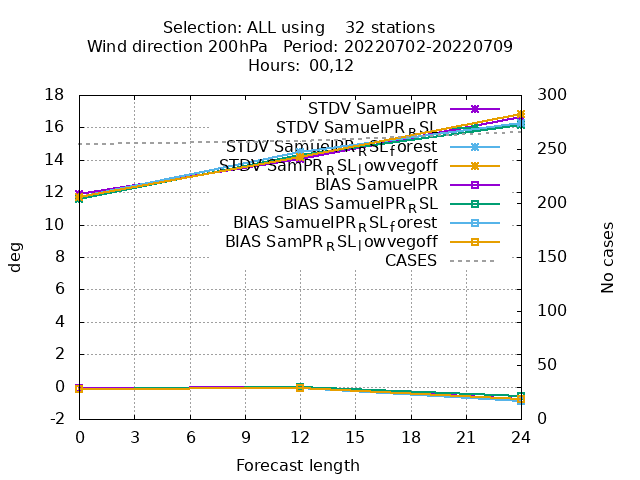 Selection: ALL using    32 stations
Wind direction 200hPa   Period: 20220702-20220709
Hours: 00,12
STDV SamuelPR
STDV SamuelPR_RSL
STDV SamuelPR_RSL_forest
STDV SamPR_RSL_lowvegoff
BIAS SamuelPR
BIAS SamuelPR_RSL
BIAS SamuelPR_RSL_forest
BIAS SamPR_RSL_lowvegoff
CASES
deg
18
16
14
12
10
8
6
4
2
0
-2
300
250
200
150
100
50
0
No cases
0 3 6 9 12 15 18 21 24
Forecast length